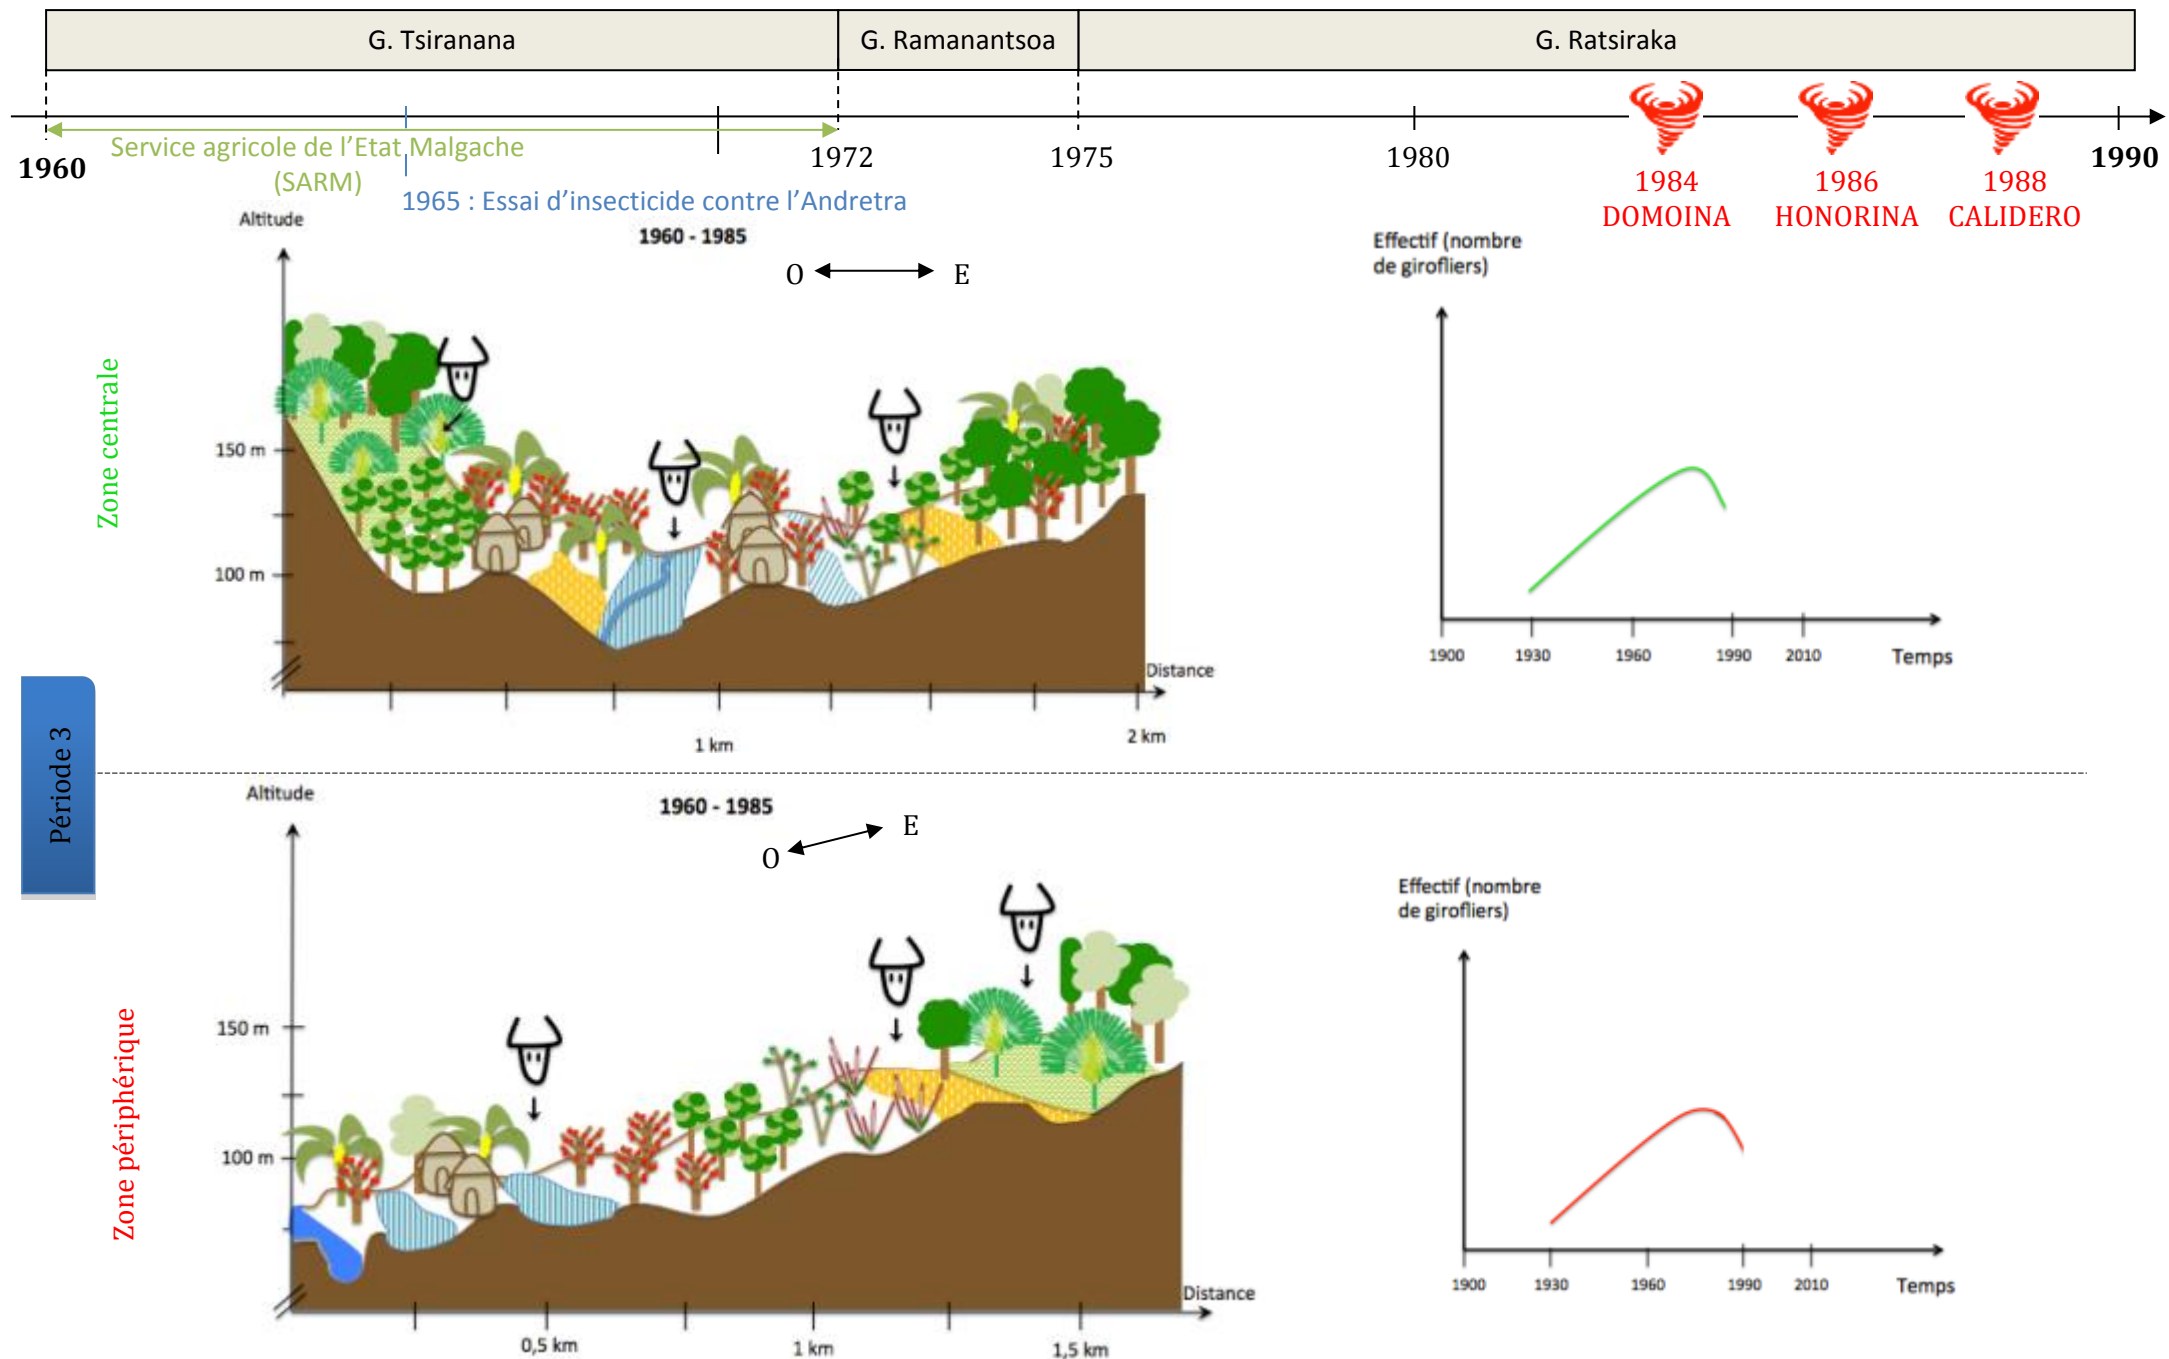 G. Tsiranana
G. Ramanantsoa
G. Ratsiraka
Service agricole de l'Etat Malgache
(SARM)
1960
1972
1975
1980
1990
1965 : Essai d'insecticide contre l'Andretra
1984
DOMOINA
1986
HONORINA
1988
CALIDERO
Période 3
Zone centrale
Altitude
1960 - 1985
O
E
150 m
100 m
Distance
1 km
2 km
Effectif (nombre
de girofliers)
1900
1930
1960
1990
2010
Temps
Zone périphérique
Altitude
1960 - 1985
O
E
150 m
100 m
Distance
0,5 km
1 km
1,5 km
Effectif (nombre
de girofliers)
1900
1930
1960
1990
2010
Temps